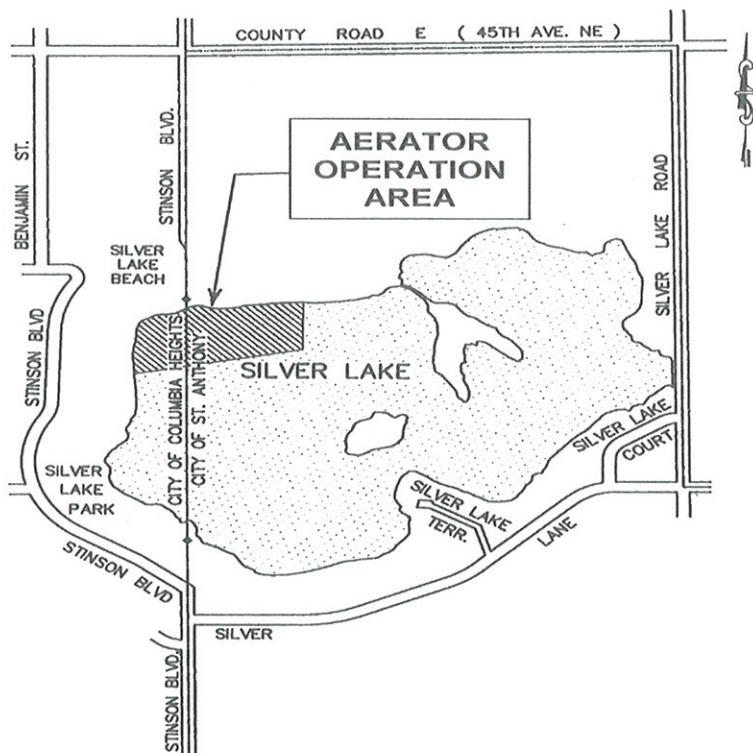 COUNTY ROAD E ( 45TH AVE. NE )
BENJAMIN ST.
STINSON BLVD.
AERATOR
OPERATION
AREA
SILVER LAKE ROAD
SILVER
LAKE
BEACH
STINSON BLVD
CITY OF COLUMBIA HEIGHTS
CITY OF ST. ANTHONY
SILVER LAKE
SILVER LAKE
COURT
SILVER
LAKE
PARK
SILVER LAKE
TERR.
LANE
STINSON BLVD
SILVER
STINSON BLVD.